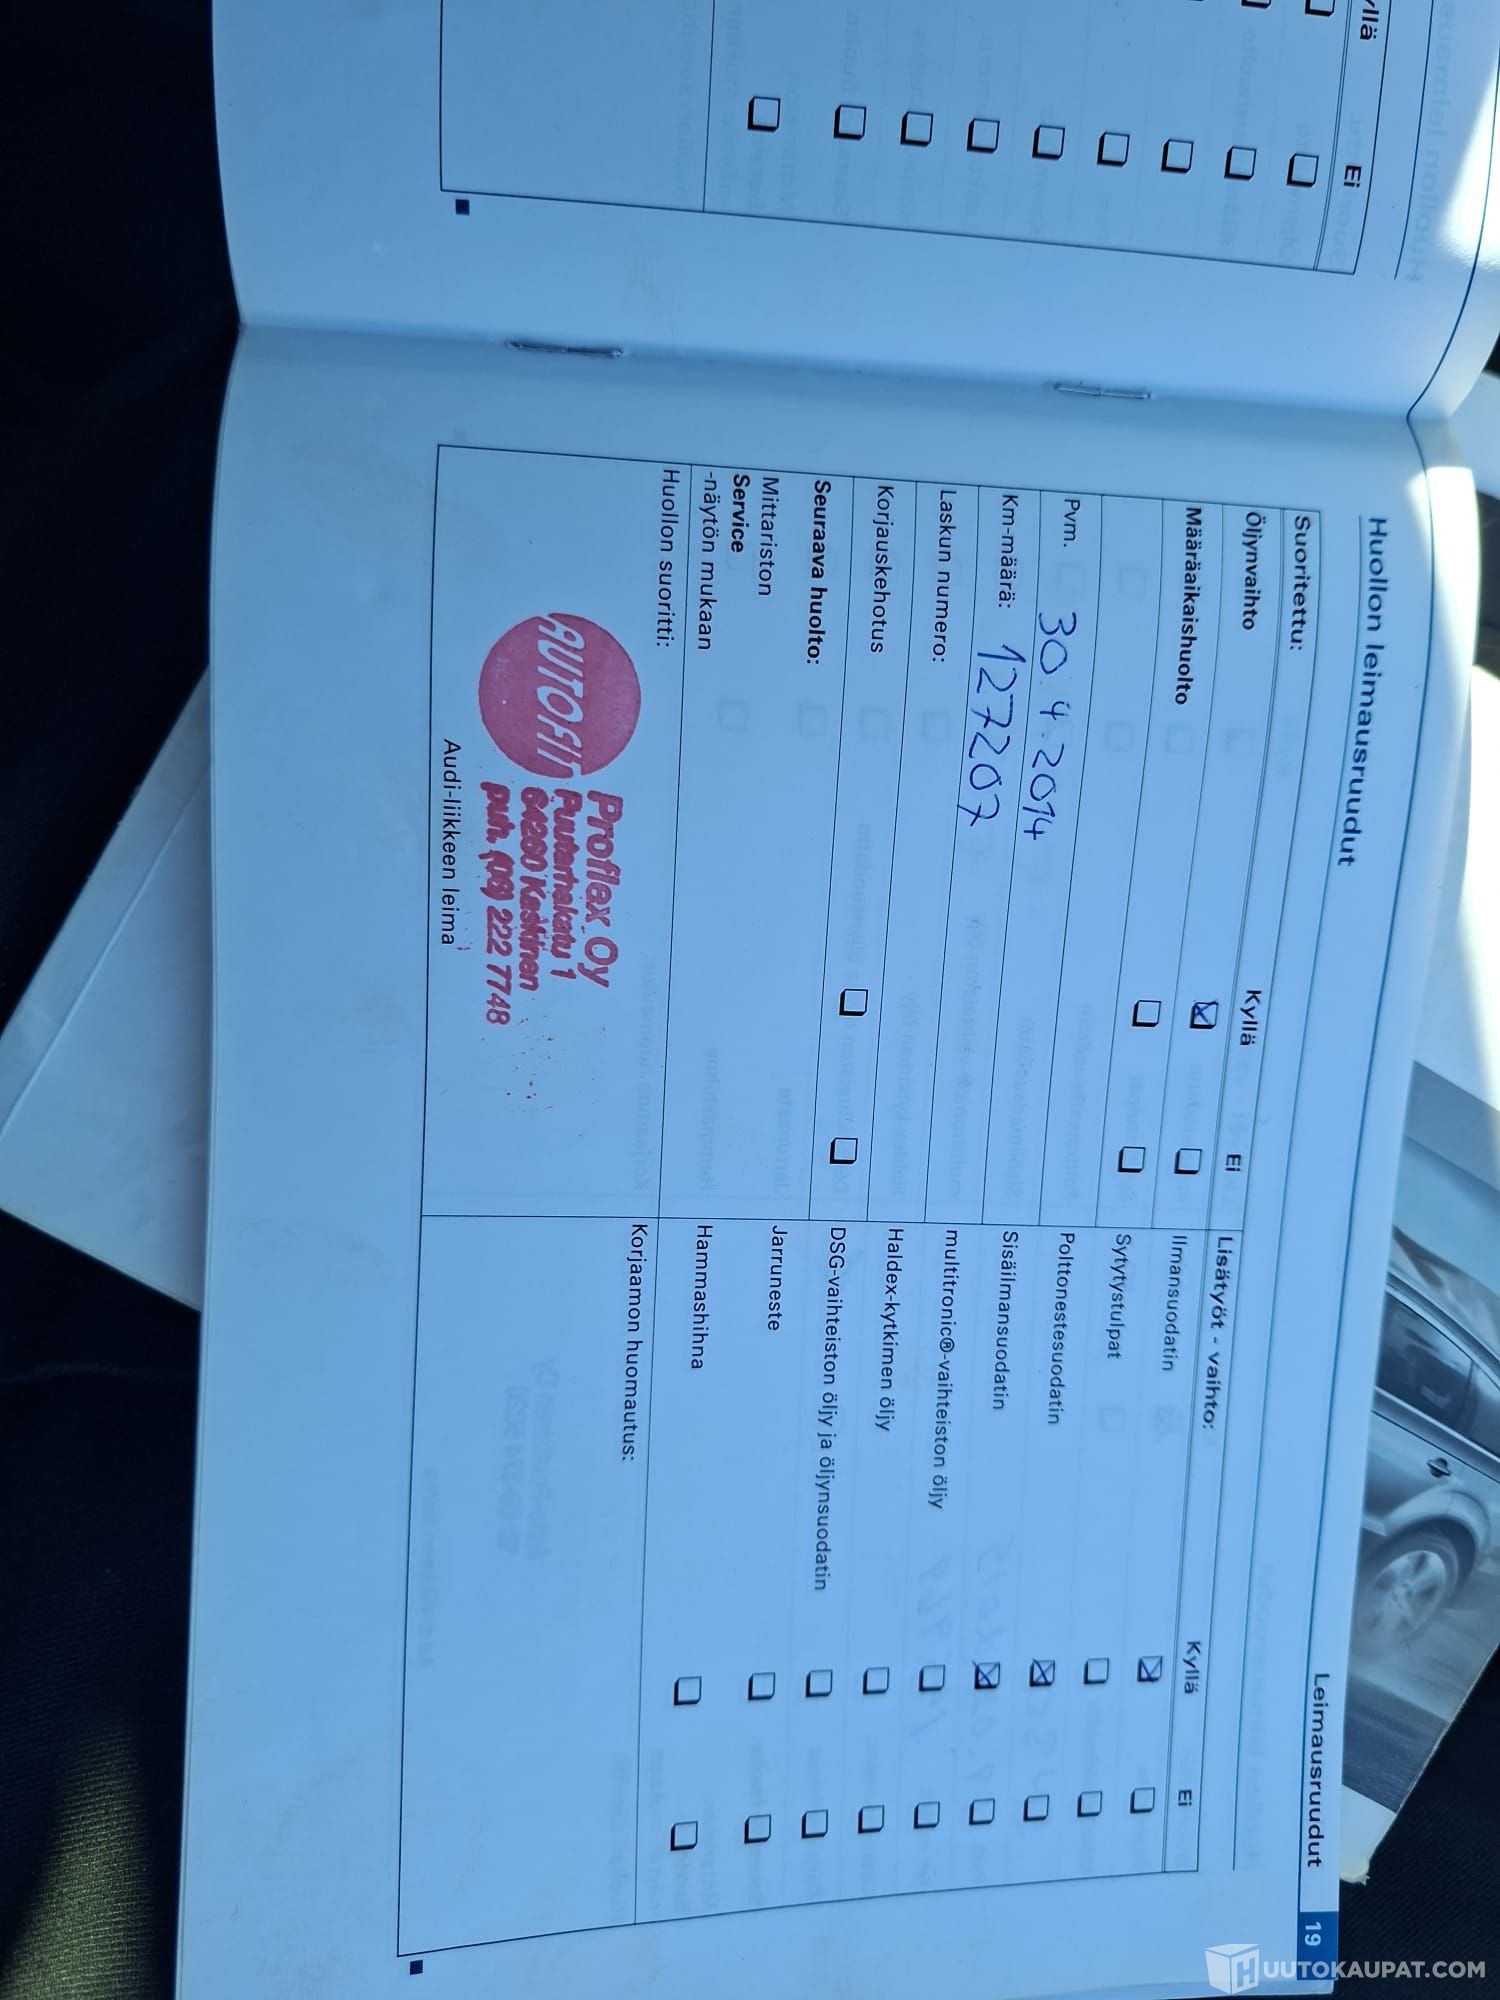 yllä
Ei
Leimausruudut 19
Huollon leimausruudut
Suoritettu:
Kyllä
Ei
Öljynvaihto
Määräaikaishuolto
Pvm. 30.4.2014
Km-määrä: 127207
Laskun numero:
Korjauskehotus
Seuraava huolto:
Mittariston
Service
-näytön mukaan
Huollon suoritti:
AUTOFIT
Proflex Oy
Puutarhakatu 1
64260 Kaskinen
puh. (06) 222 7748
Audi-liikkeen leima
Lisätyöt - vaihto:
Kyllä
Ei
Ilmansuodatin
Sytytystulpat
Polttonestesuodatin
Sisäilmansuodatin
multitronic®-vaihteiston öljy
Haldex-kytkimen öljy
DSG-vaihteiston öljy ja öljynsuodatin
Jarruneste
Hammashihna
Korjaamon huomautus:
HUUTOKAUPAT.COM